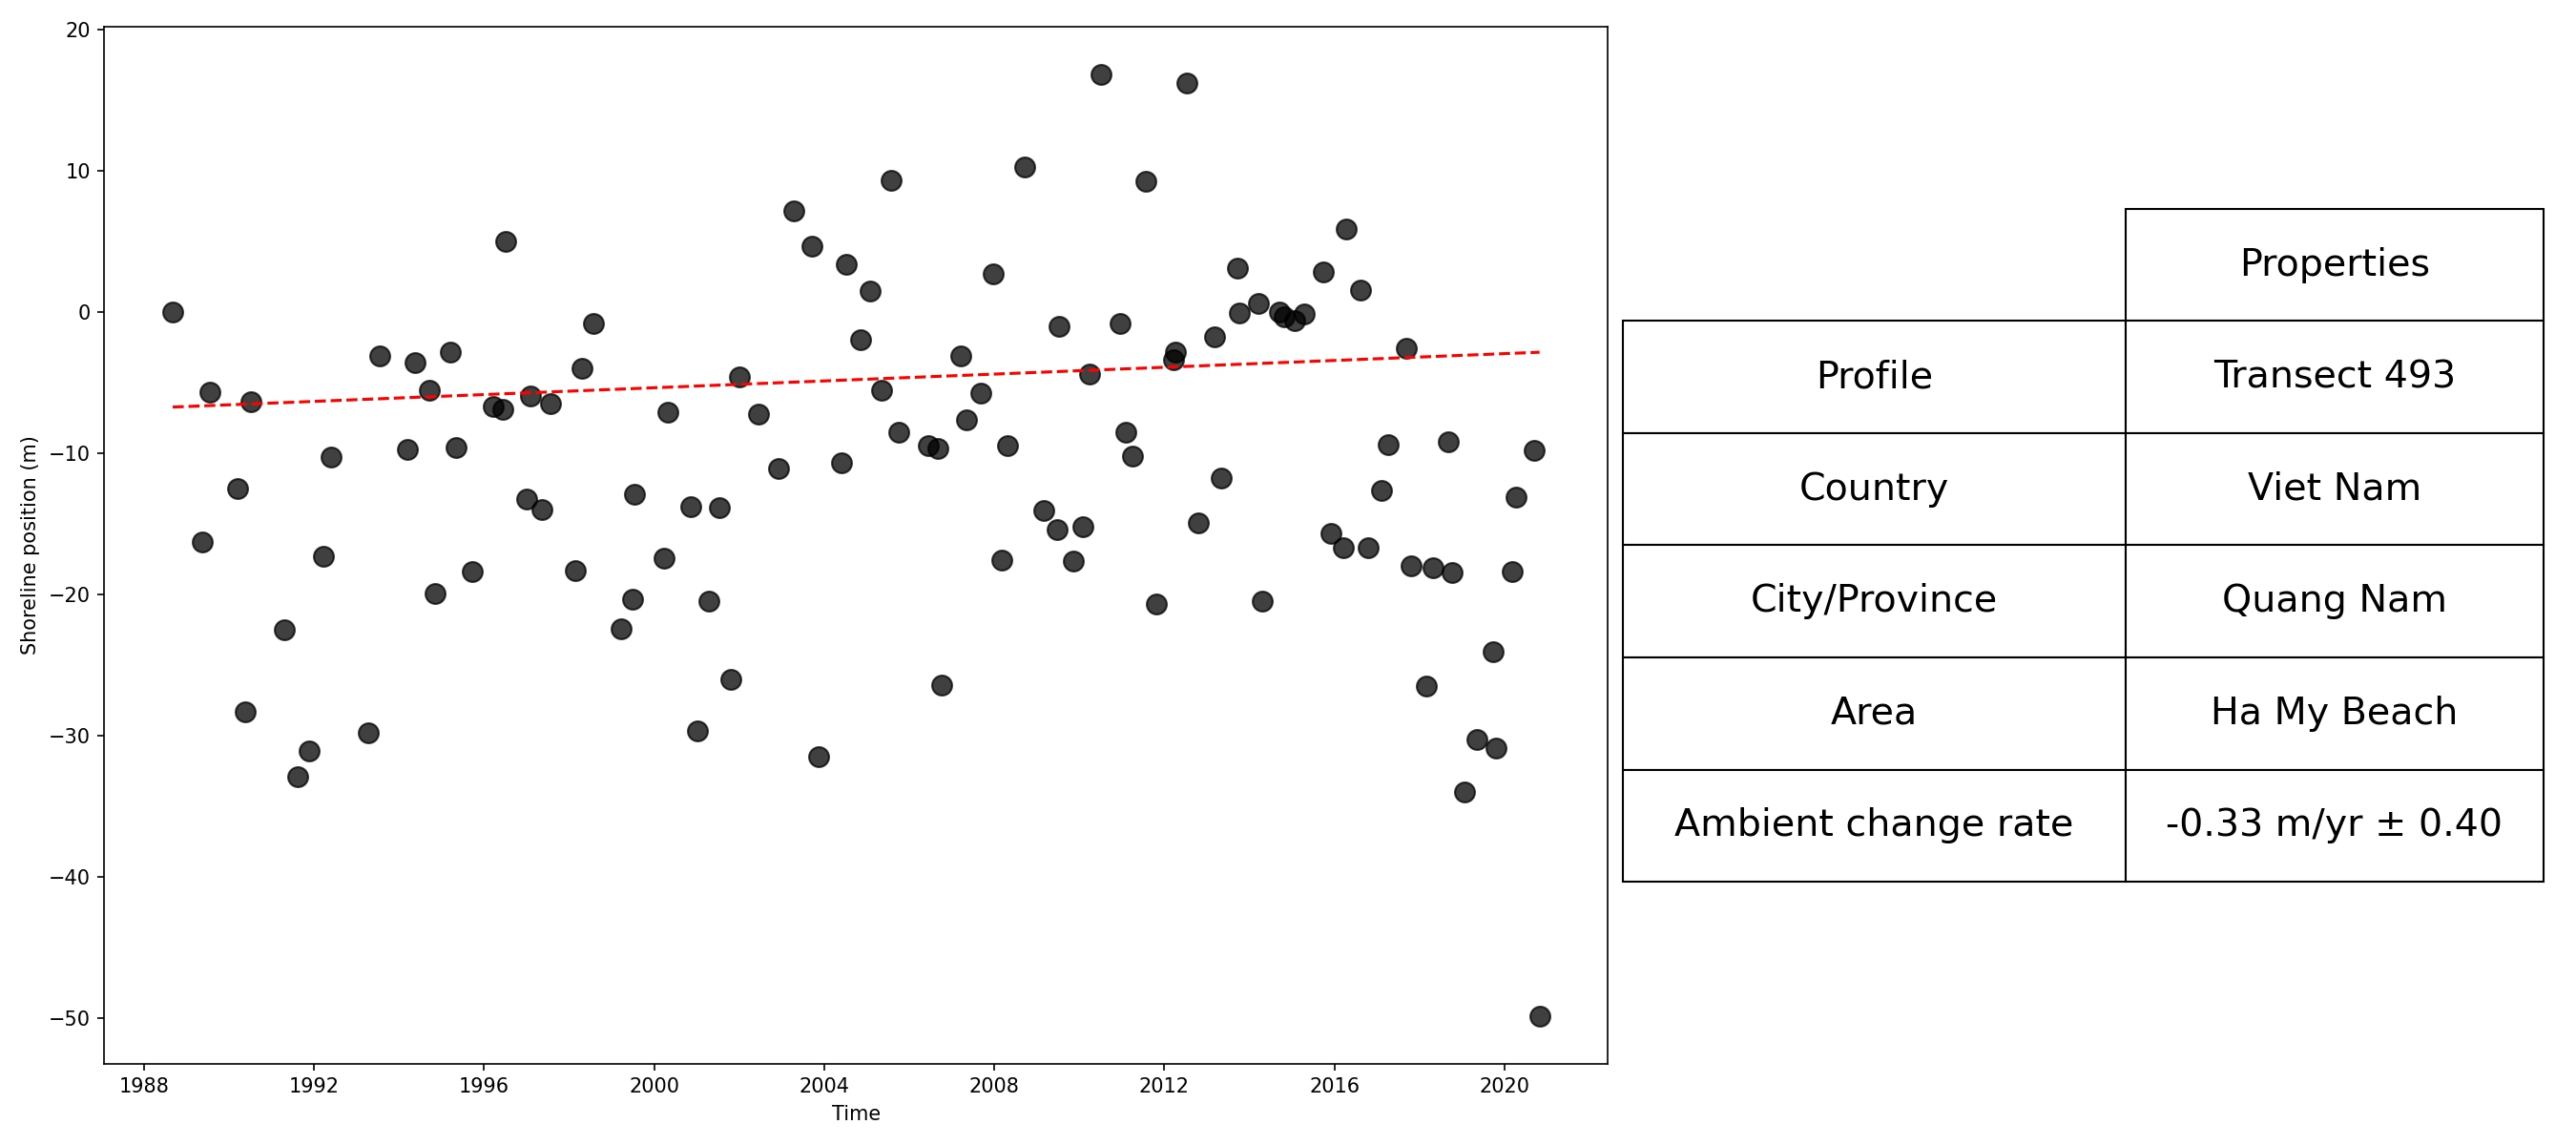 20
10
0
−10
−20
−30
−40
−50
Shoreline position (m)
1988 1992 1996 2000 2004 2008 2012 2016 2020
Time
Properties
Profile Transect 493
Country Viet Nam
City/Province Quang Nam
Area Ha My Beach
Ambient change rate -0.33 m/yr ± 0.40